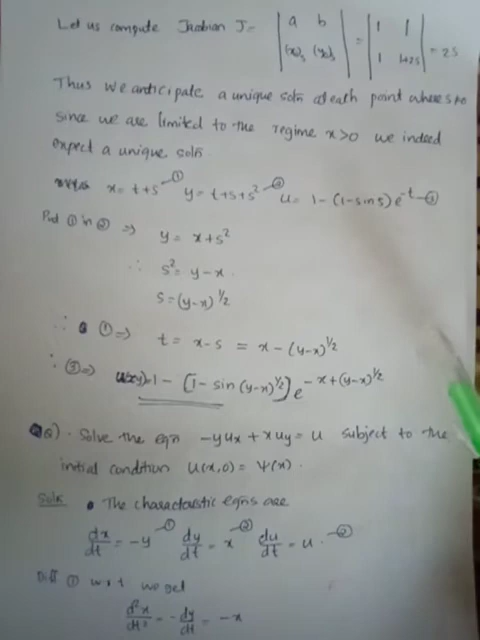 Let us compute Jacobian J = | a b (x0)s (y0)s | = | 1 1 1 1+2s | = 2s
Thus we anticipate a unique soln at each point where s≠0
since we are limited to the regime x>0 we indeed
expect a unique soln.
x = t+s —① y = t+s+s² —② u = 1-(1-sin s)e^-t —③
Put ① in ② ⇒ y = x+s²
∴ s² = y-x.
s = (y-x)^1/2
∴ ① ⇒ t = x-s = x-(y-x)^1/2
∴ ③ ⇒ u(x,y) = 1-[1-sin(y-x)^1/2] e^-x+(y-x)^1/2
Q). Solve the eqn -yux + xuy = u subject to the
initial condition u(x,0) = ψ(x).
Soln • The characteristic eqns are
dx/dt = -y —① dy/dt = x —② du/dt = u. —③
Diff ① w.r.t we get
d²x/dt² = -dy/dt = -x